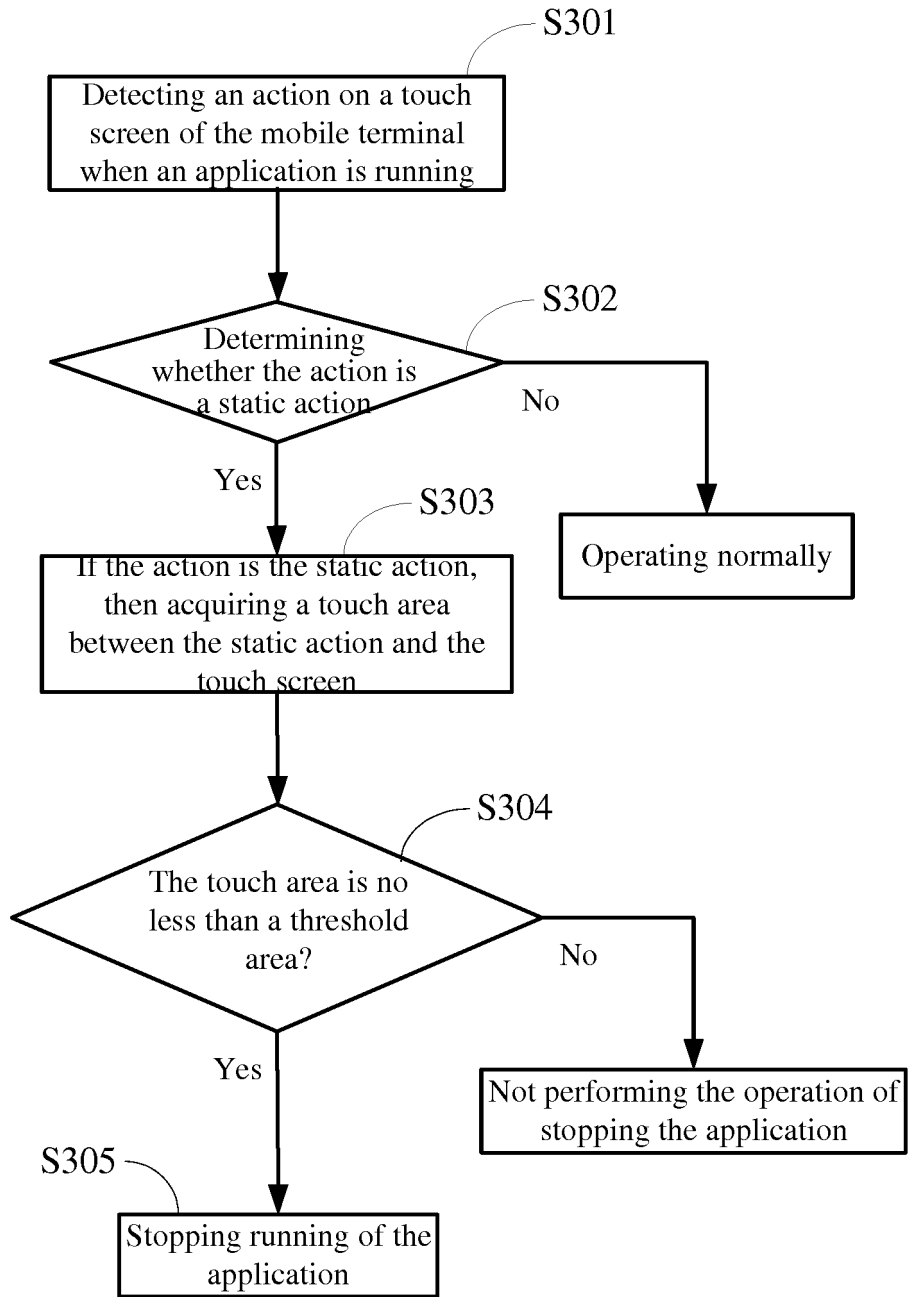 S301
Detecting an action on a touch
screen of the mobile terminal
when an application is running
S302
Determining
whether the action is
a static action
No
Yes
S303
Operating normally
If the action is the static action,
then acquiring a touch area
between the static action and the
touch screen
S304
The touch area is no
less than a threshold
area?
No
Yes
Not performing the operation of
stopping the application
S305
Stopping running of the
application